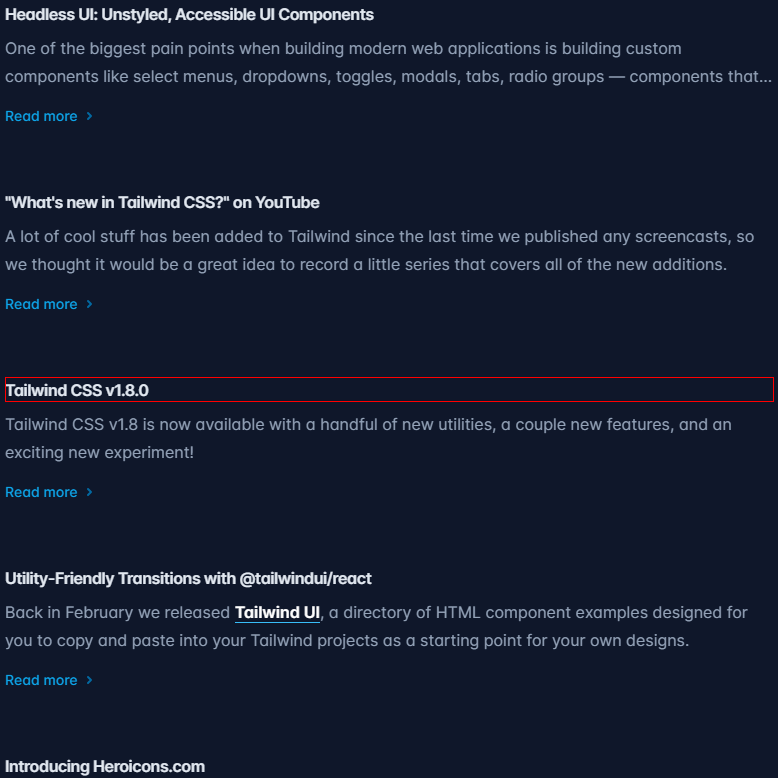 Headless UI: Unstyled, Accessible UI Components
One of the biggest pain points when building modern web applications is building custom
components like select menus, dropdowns, toggles, modals, tabs, radio groups — components that...
Read more
"What's new in Tailwind CSS?" on YouTube
A lot of cool stuff has been added to Tailwind since the last time we published any screencasts, so
we thought it would be a great idea to record a little series that covers all of the new additions.
Read more
Tailwind CSS v1.8.0
Tailwind CSS v1.8 is now available with a handful of new utilities, a couple new features, and an
exciting new experiment!
Read more
Utility-Friendly Transitions with @tailwindui/react
Back in February we released Tailwind UI, a directory of HTML component examples designed for
you to copy and paste into your Tailwind projects as a starting point for your own designs.
Read more
Introducing Heroicons.com